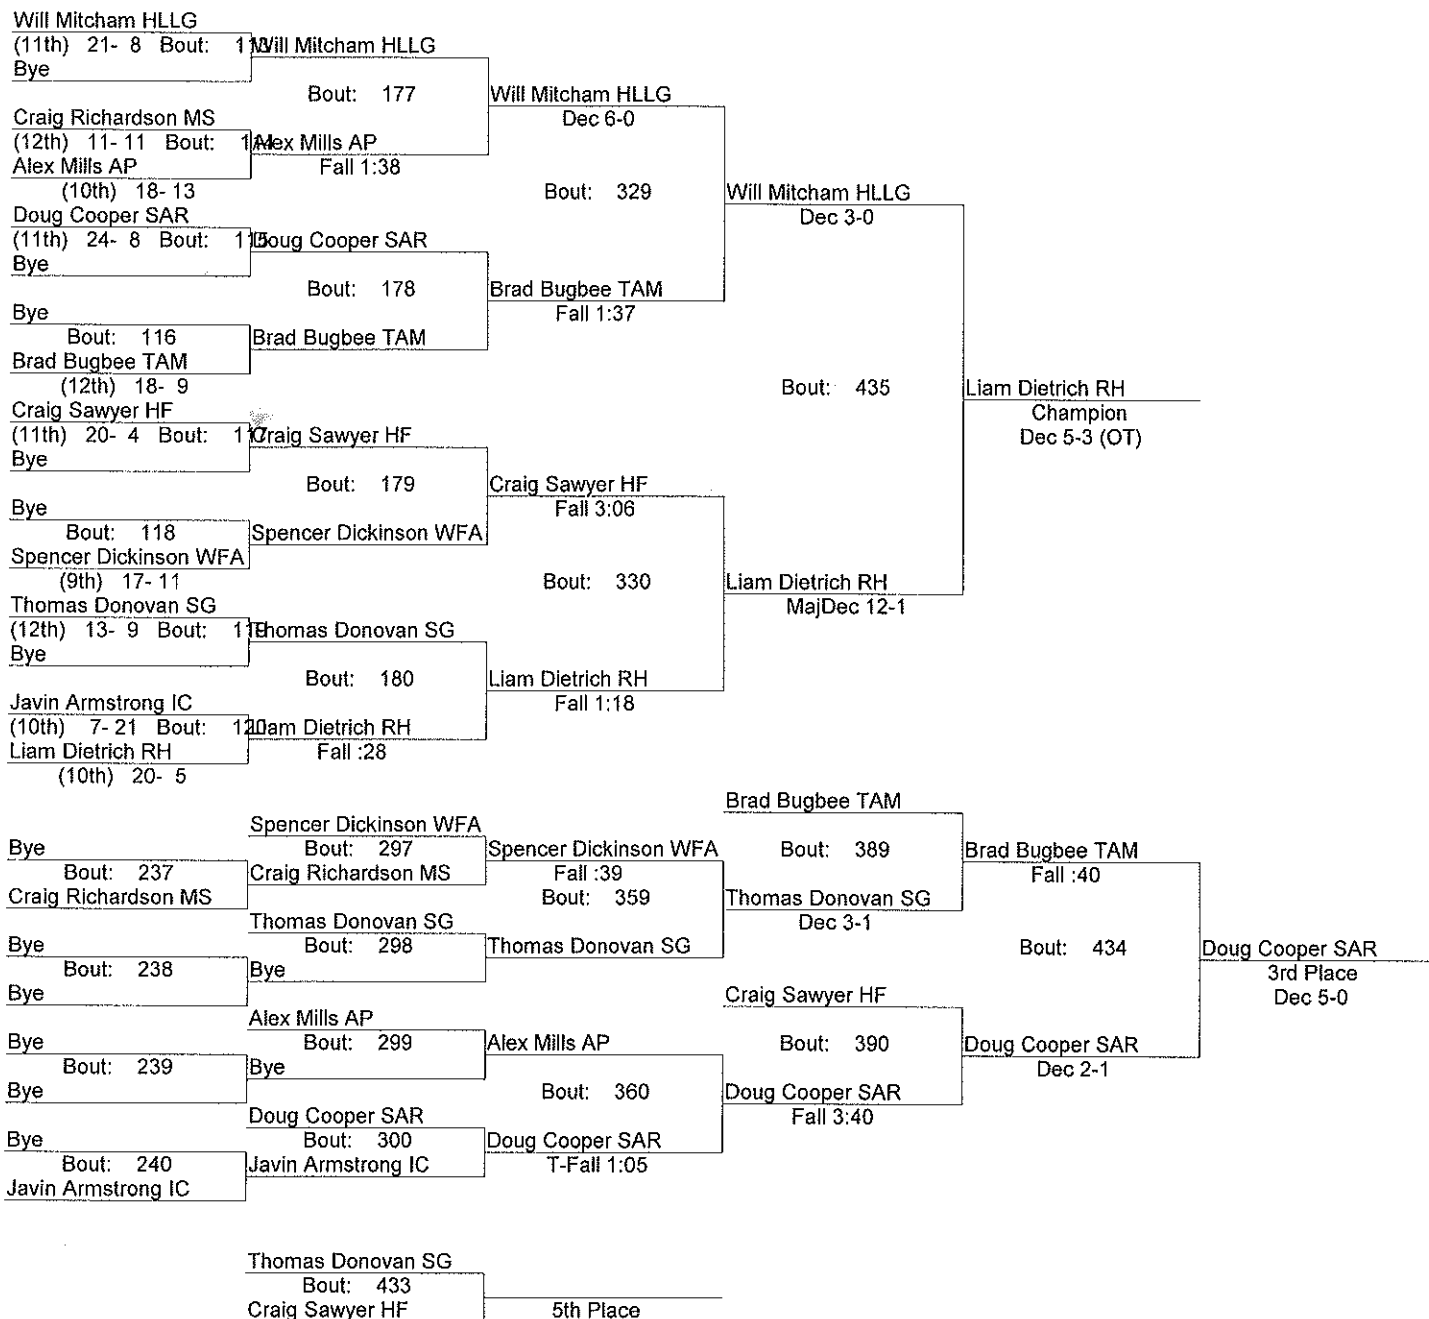 Will Mitcham HLLG
(11th) 21- 8 Bout: 113
Bye
Will Mitcham HLLG
Bout: 177
Craig Richardson MS
(12th) 11- 11 Bout: 114
Alex Mills AP
(10th) 18- 13
Alex Mills AP
Fall 1:38
Will Mitcham HLLG
Dec 6-0
Bout: 329
Doug Cooper SAR
(11th) 24- 8 Bout: 115
Bye
Doug Cooper SAR
Bout: 178
Bye
Bout: 116
Brad Bugbee TAM
(12th) 18- 9
Brad Bugbee TAM
Brad Bugbee TAM
Fall 1:37
Will Mitcham HLLG
Dec 3-0
Bout: 435
Craig Sawyer HF
(11th) 20- 4 Bout: 117
Bye
Craig Sawyer HF
Bout: 179
Bye
Bout: 118
Spencer Dickinson WFA
(9th) 17- 11
Spencer Dickinson WFA
Craig Sawyer HF
Fall 3:06
Bout: 330
Thomas Donovan SG
(12th) 13- 9 Bout: 119
Bye
Thomas Donovan SG
Bout: 180
Javin Armstrong IC
(10th) 7- 21 Bout: 120
Liam Dietrich RH
(10th) 20- 5
Liam Dietrich RH
Fall :28
Liam Dietrich RH
Fall 1:18
Liam Dietrich RH
MajDec 12-1
Liam Dietrich RH
Champion
Dec 5-3 (OT)
Bye
Bout: 237
Craig Richardson MS
Spencer Dickinson WFA
Bout: 297
Craig Richardson MS
Spencer Dickinson WFA
Fall :39
Bout: 359
Bye
Bout: 238
Bye
Thomas Donovan SG
Bout: 298
Bye
Thomas Donovan SG
Brad Bugbee TAM
Bout: 389
Thomas Donovan SG
Dec 3-1
Brad Bugbee TAM
Fall :40
Bout: 434
Bye
Bout: 239
Bye
Alex Mills AP
Bout: 299
Bye
Alex Mills AP
Bout: 360
Bye
Bout: 240
Javin Armstrong IC
Doug Cooper SAR
Bout: 300
Javin Armstrong IC
Doug Cooper SAR
T-Fall 1:05
Craig Sawyer HF
Bout: 390
Doug Cooper SAR
Fall 3:40
Doug Cooper SAR
Dec 2-1
Doug Cooper SAR
3rd Place
Dec 5-0
Thomas Donovan SG
Bout: 433
Craig Sawyer HF
5th Place